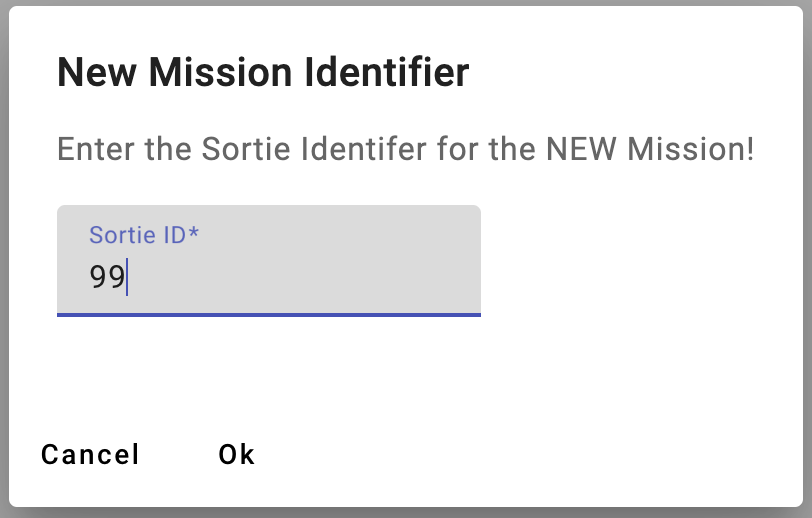 New Mission Identifier
Enter the Sortie Identifer for the NEW Mission!
Sortie ID*
99
Cancel Ok